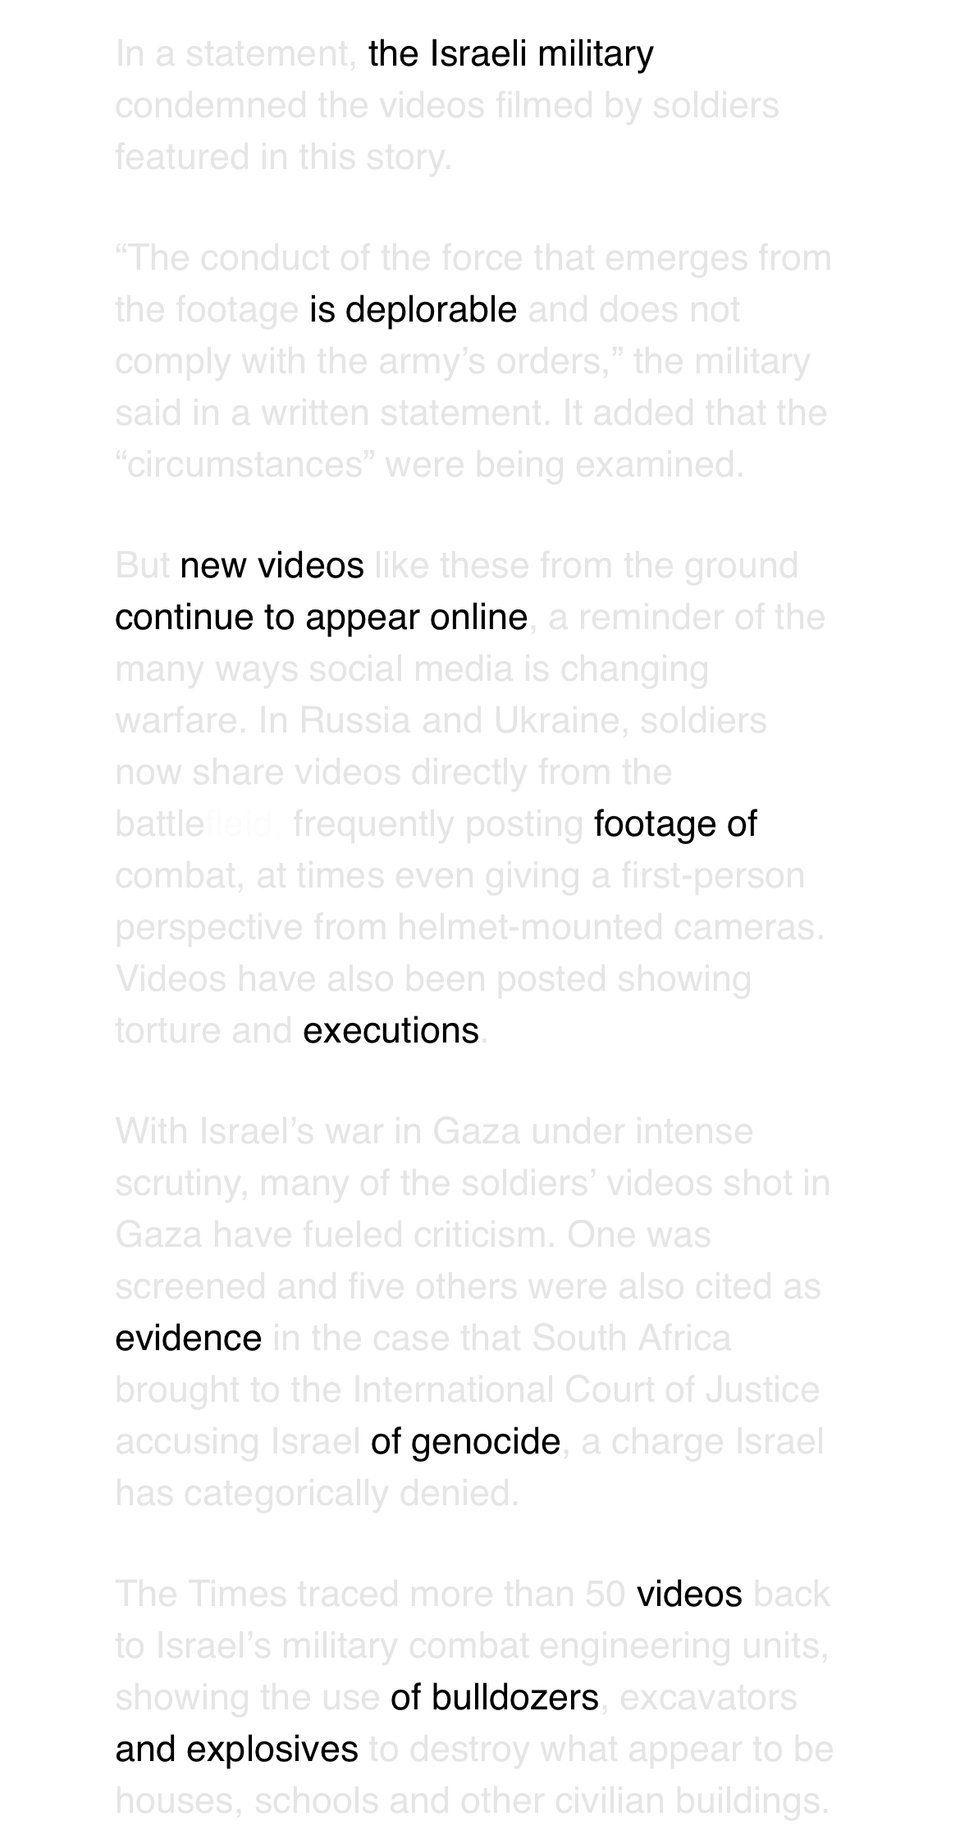 In a statement, the Israeli military
condemned the videos filmed by soldiers
featured in this story.
“The conduct of the force that emerges from
the footage is deplorable and does not
comply with the army’s orders,” the military
said in a written statement. It added that the
“circumstances” were being examined.
But new videos like these from the ground
continue to appear online, a reminder of the
many ways social media is changing
warfare. In Russia and Ukraine, soldiers
now share videos directly from the
battlefield, frequently posting footage of
combat, at times even giving a first-person
perspective from helmet-mounted cameras.
Videos have also been posted showing
torture and executions.
With Israel’s war in Gaza under intense
scrutiny, many of the soldiers’ videos shot in
Gaza have fueled criticism. One was
screened and five others were also cited as
evidence in the case that South Africa
brought to the International Court of Justice
accusing Israel of genocide, a charge Israel
has categorically denied.
The Times traced more than 50 videos back
to Israel’s military combat engineering units,
showing the use of bulldozers, excavators
and explosives to destroy what appear to be
houses, schools and other civilian buildings.